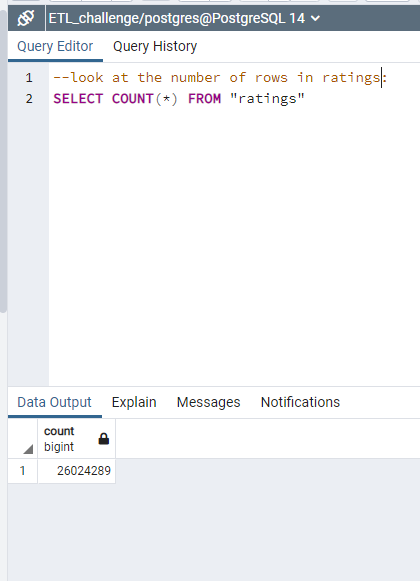 ETL_challenge/postgres@PostgreSQL 14
Query Editor Query History
1 --look at the number of rows in ratings:
2 SELECT COUNT(*) FROM "ratings"
Data Output Explain Messages Notifications
count
bigint
1 26024289